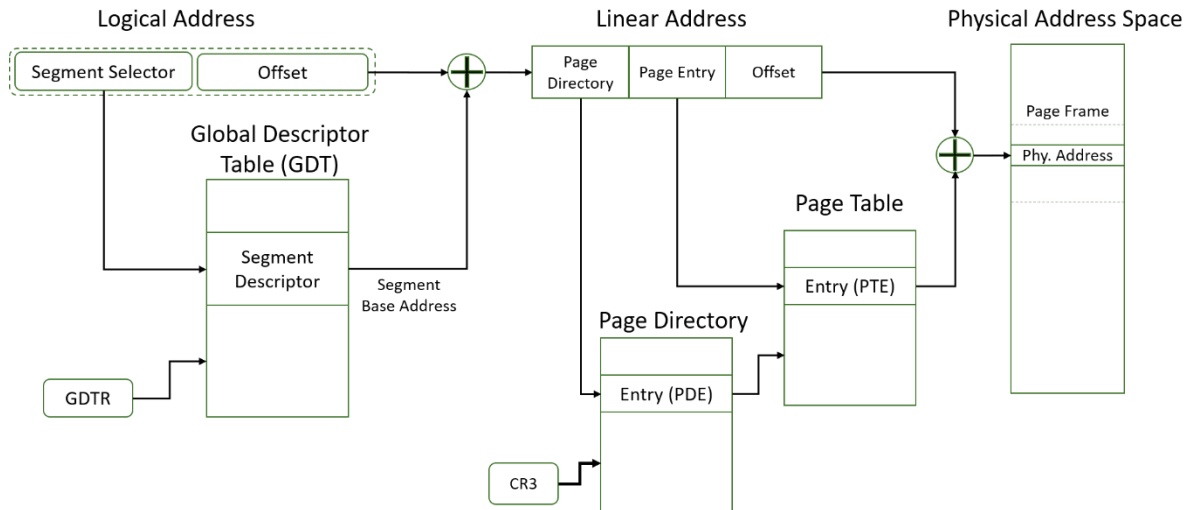 Logical Address
Linear Address
Physical Address Space
Segment Selector
Offset
Page
Directory
Page Entry
Offset
Page Frame
Phy. Address
Global Descriptor
Table (GDT)
Segment
Descriptor
Segment
Base Address
GDTR
Page Table
Entry (PTE)
Page Directory
Entry (PDE)
CR3